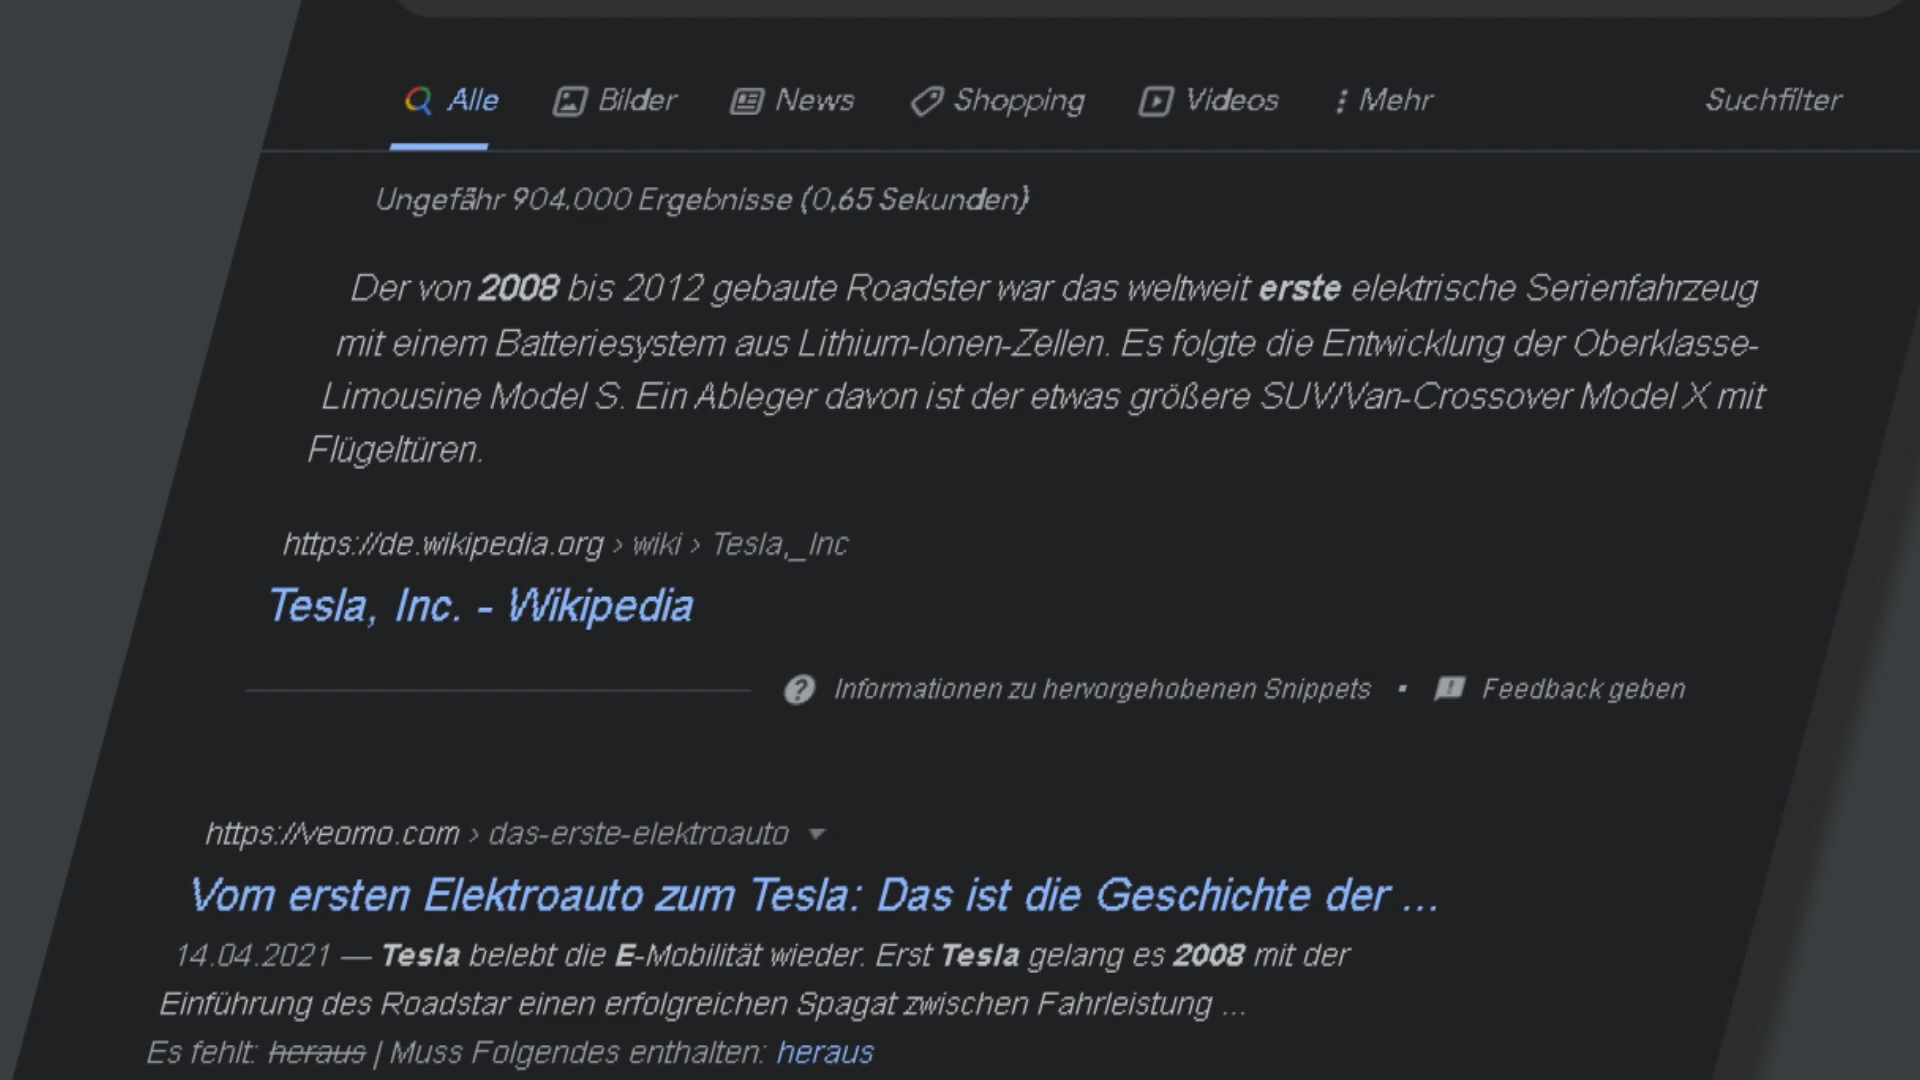 Alle Bilder News Shopping Videos Mehr Suchfilter
Ungefähr 904.000 Ergebnisse (0,65 Sekunden)
Der von 2008 bis 2012 gebaute Roadster war das weltweit erste elektrische Serienfahrzeug
mit einem Batteriesystem aus Lithium-Ionen-Zellen. Es folgte die Entwicklung der Oberklasse-
Limousine Model S. Ein Ableger davon ist der etwas größere SUV/Van-Crossover Model X mit
Flügeltüren.
https://de.wikipedia.org › wiki › Tesla,_Inc
Tesla, Inc. - Wikipedia
Informationen zu hervorgehobenen Snippets · Feedback geben
https://veomo.com › das-erste-elektroauto
Vom ersten Elektroauto zum Tesla: Das ist die Geschichte der ...
14.04.2021 — Tesla belebt die E-Mobilität wieder. Erst Tesla gelang es 2008 mit der
Einführung des Roadstar einen erfolgreichen Spagat zwischen Fahrleistung ...
Es fehlt: heraus | Muss Folgendes enthalten: heraus